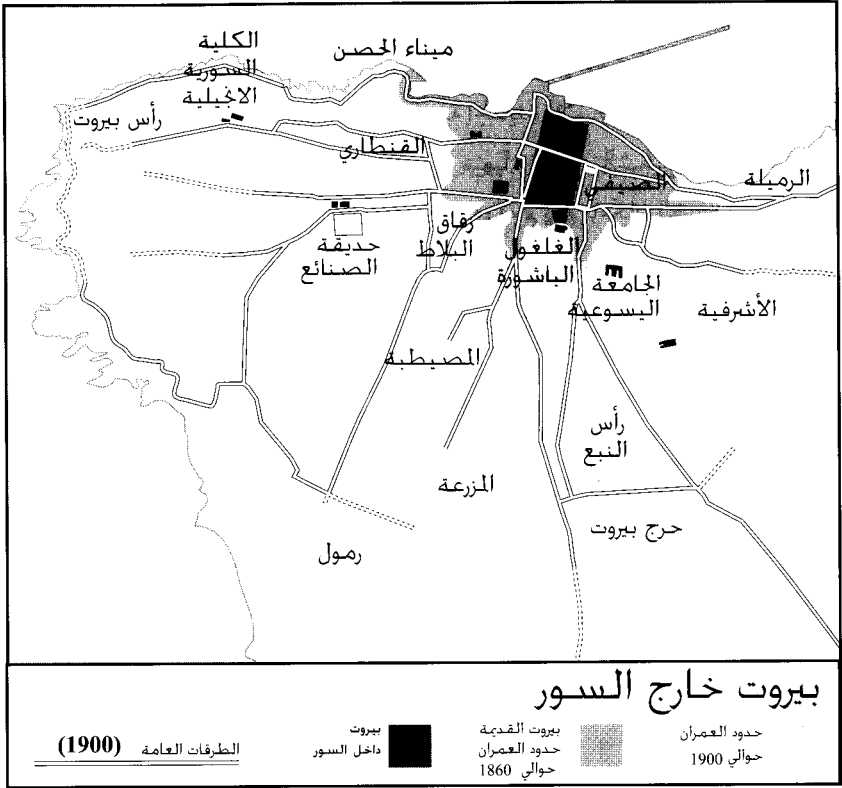 الكلية
السورية
الانجيلية
ميناء الحصن
رأس بيروت
القنطاري
الصيفي
الرميلة
زقاق
البلاط
حديقة
الصنائع
الغلغول
الباشورة
الجامعة
اليسوعية
الأشرفية
المصيطبة
رأس
النبع
المزرعة
حرج بيروت
رمول
بيروت خارج السور
حدود العمران
حوالي 1900
بيروت القديمة
حدود العمران
حوالي 1860
بيروت
داخل السور
الطرقات العامة (1900)